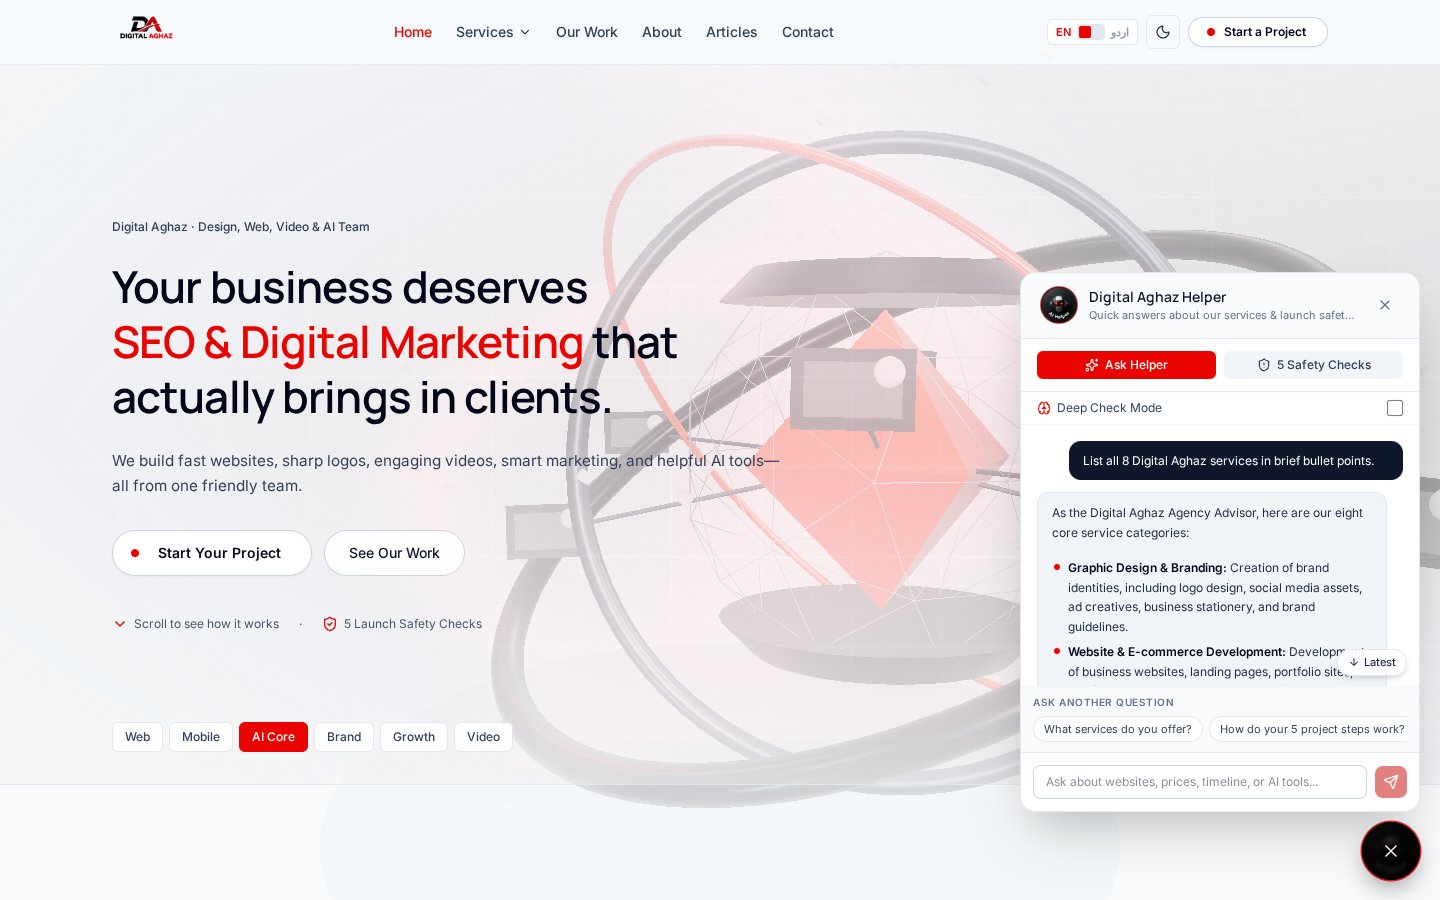 DA
DIGITAL AGHAZ
Home
Services
Our Work
About
Articles
Contact
EN
اردو
Start a Project
Digital Aghaz · Design, Web, Video & AI Team
Your business deserves
SEO & Digital Marketing that
actually brings in clients.
We build fast websites, sharp logos, engaging videos, smart marketing, and helpful AI tools—
all from one friendly team.
Start Your Project
See Our Work
Scroll to see how it works
·
5 Launch Safety Checks
Web
Mobile
AI Core
Brand
Growth
Video
Digital Aghaz Helper
Quick answers about our services & launch safet...
Ask Helper
5 Safety Checks
Deep Check Mode
List all 8 Digital Aghaz services in brief bullet points.
As the Digital Aghaz Agency Advisor, here are our eight
core service categories:
Graphic Design & Branding: Creation of brand
identities, including logo design, social media assets,
ad creatives, business stationery, and brand
guidelines.
Website & E-commerce Development:
of business websites, landing pages, portfolio
Latest
ASK ANOTHER QUESTION
What services do you offer?
How do your 5 project steps work?
Ask about websites, prices, timeline, or AI tools...